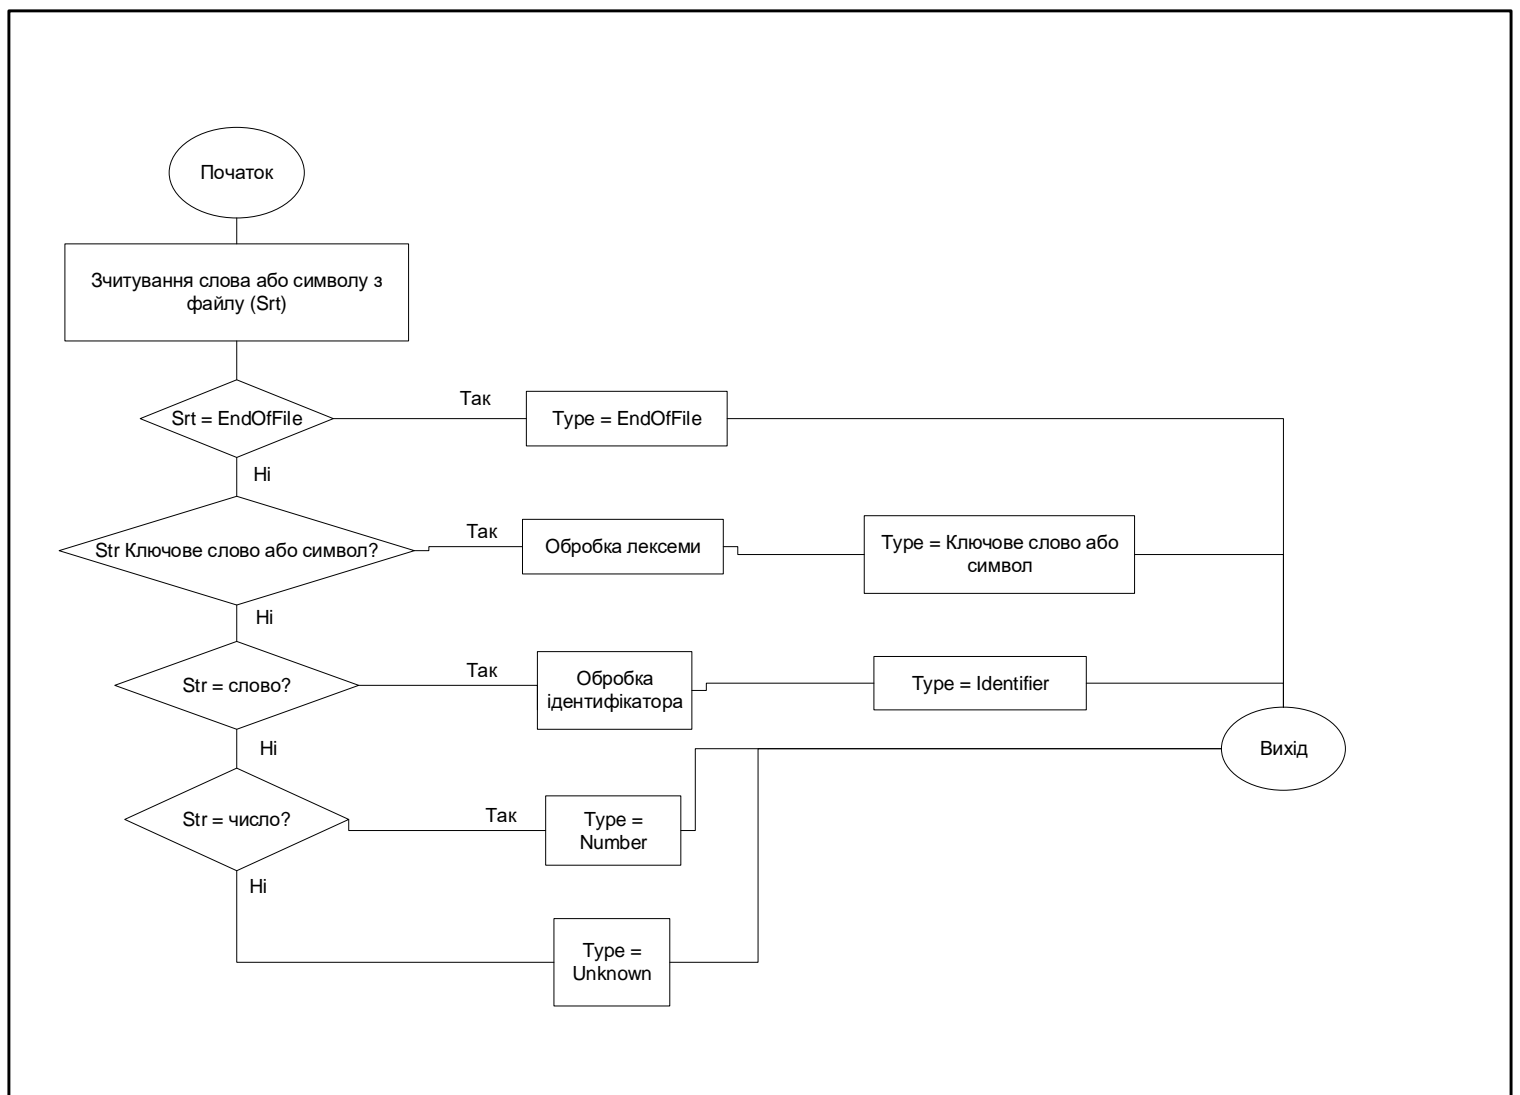 Початок
Зчитування слова або символу з
файлу (Srt)
Srt = EndOfFile
Так
Type = EndOfFile
Ні
Str Ключове слово або символ?
Так
Обробка лексеми
Type = Ключове слово або
символ
Ні
Str = слово?
Так
Обробка
ідентифікатора
Type = Identifier
Ні
Вихід
Str = число?
Так
Type =
Number
Ні
Type =
Unknown